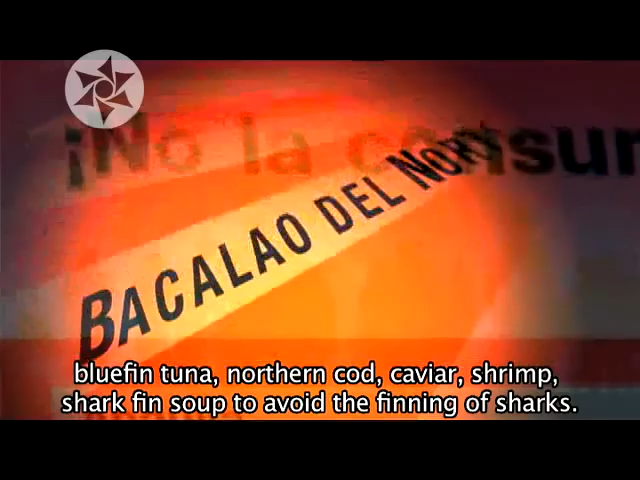 ¡No la consum
BACALAO DEL NORTE
bluefin tuna, northern cod, caviar, shrimp,
shark fin soup to avoid the finning of sharks.